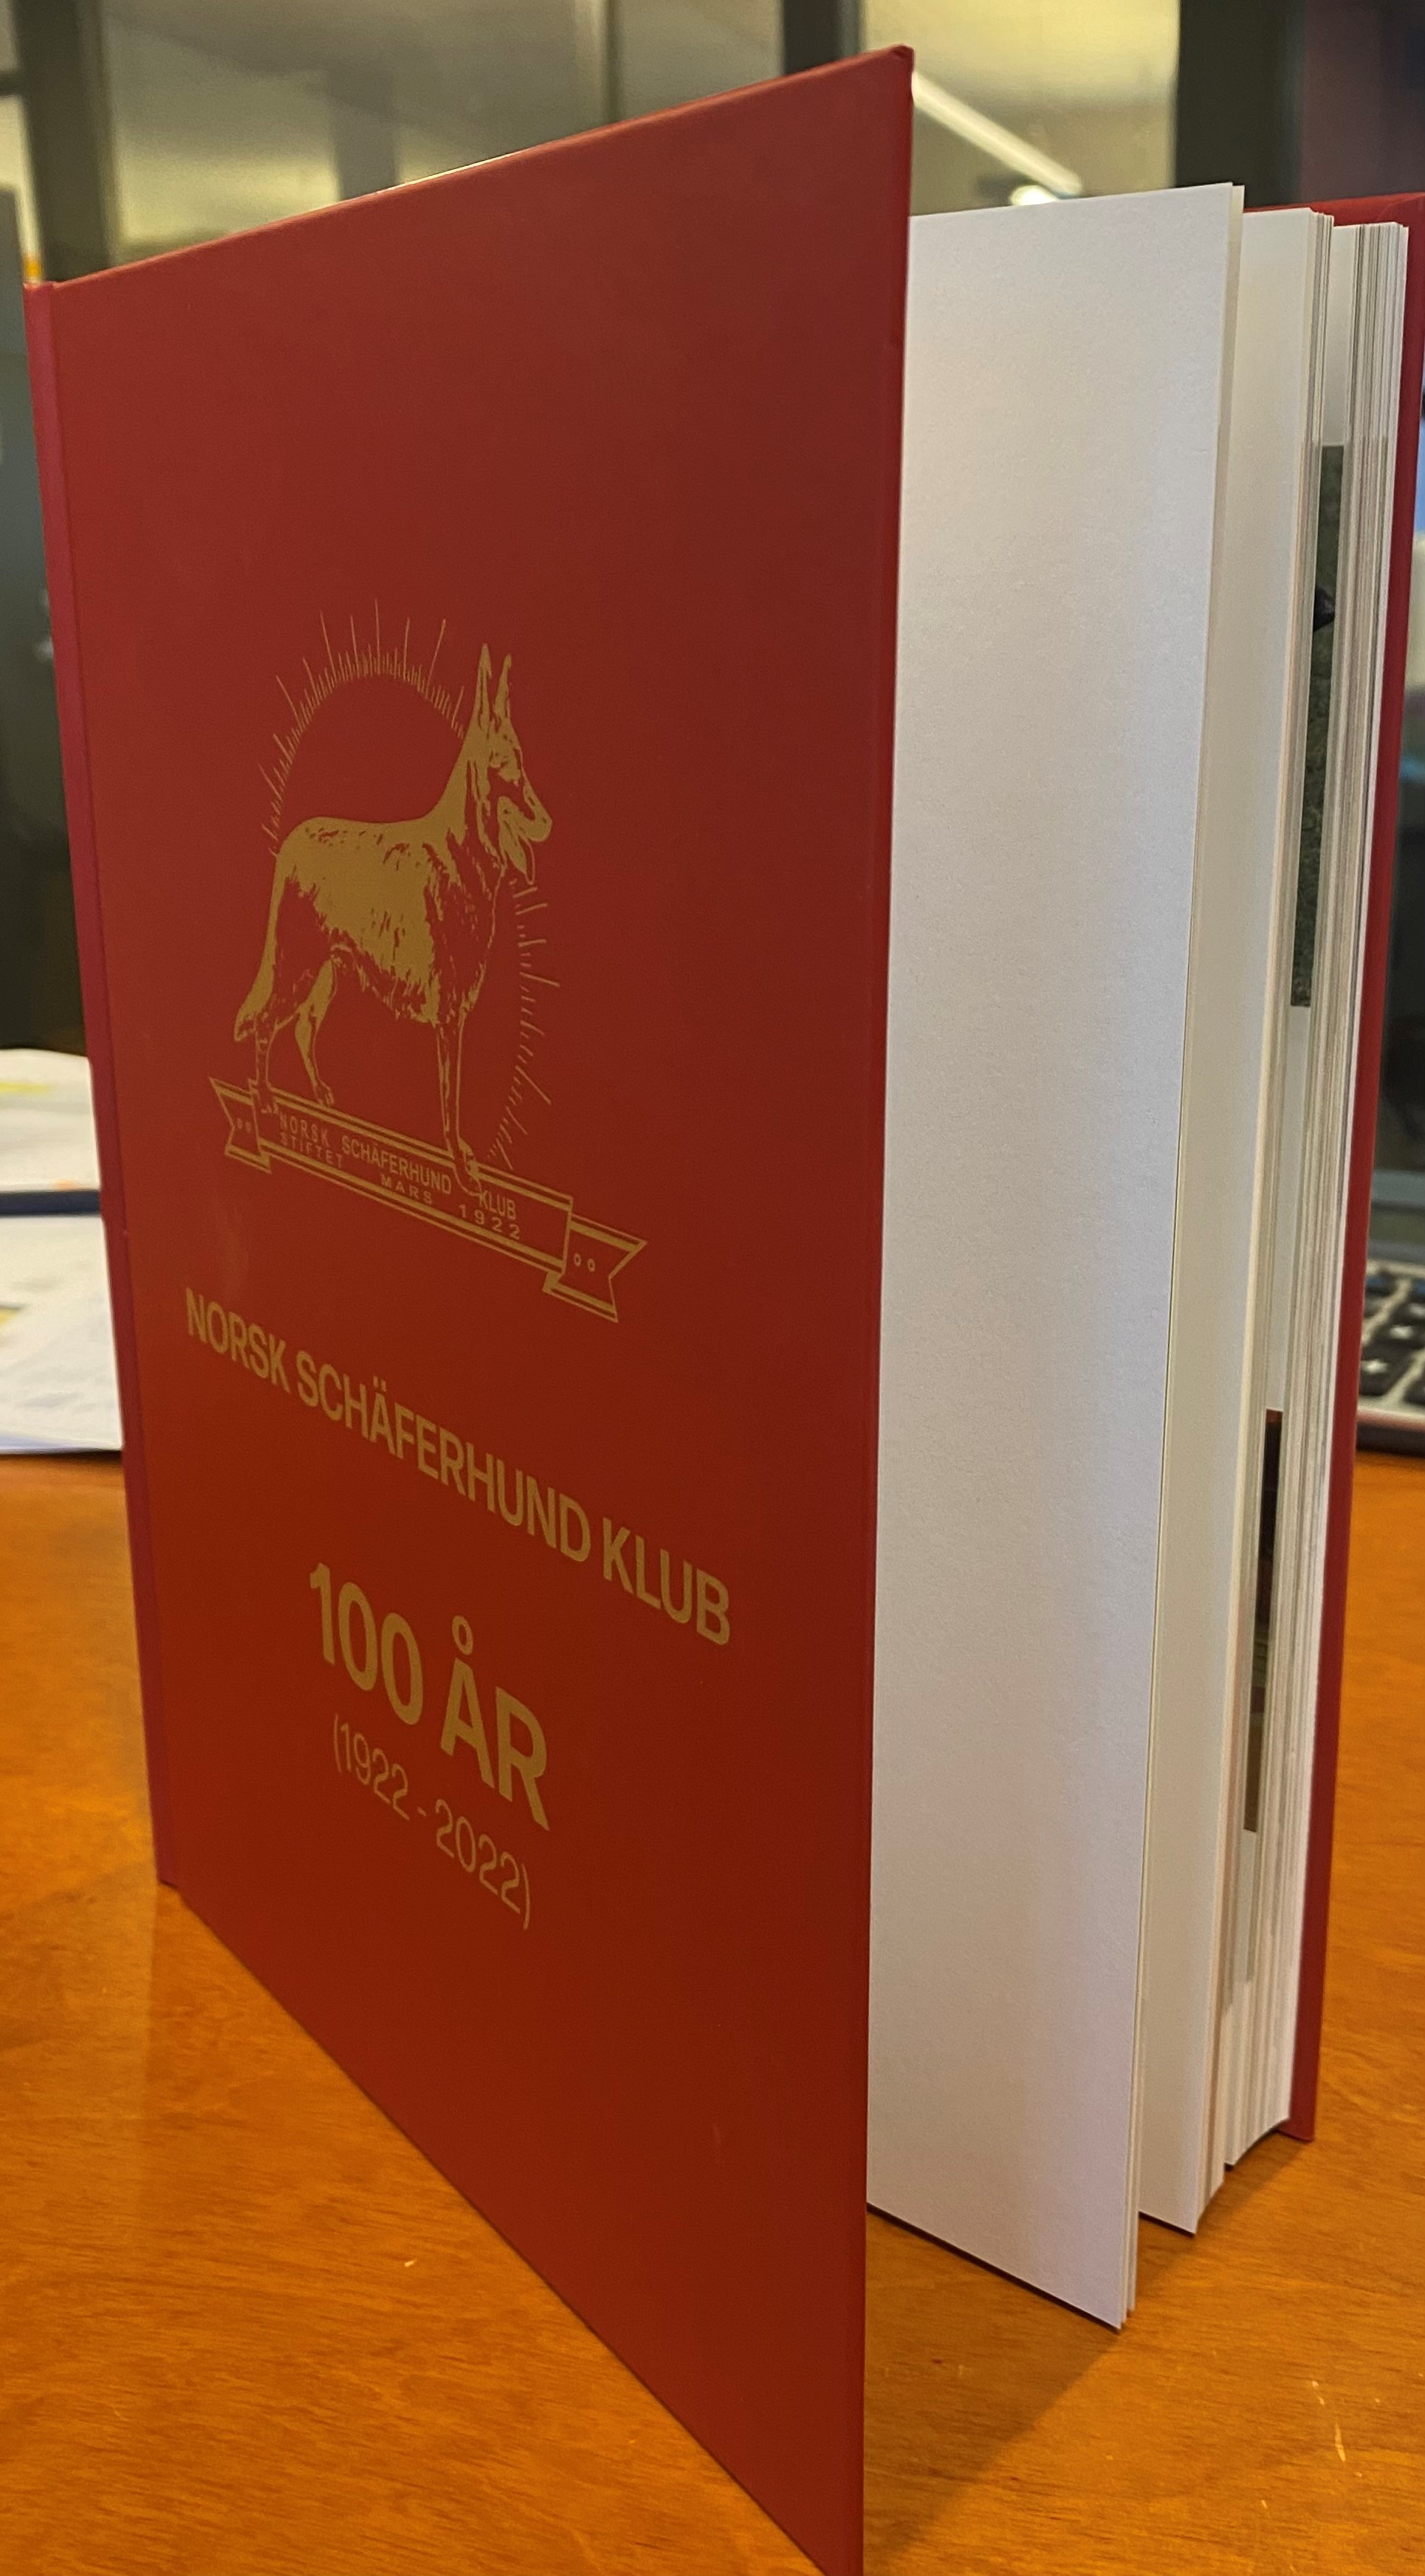 NORSK SCHÄFERHUND KLUB
STIFTET MARS 1922
NORSK SCHÄFERHUND KLUB
100 ÅR
(1922 - 2022)